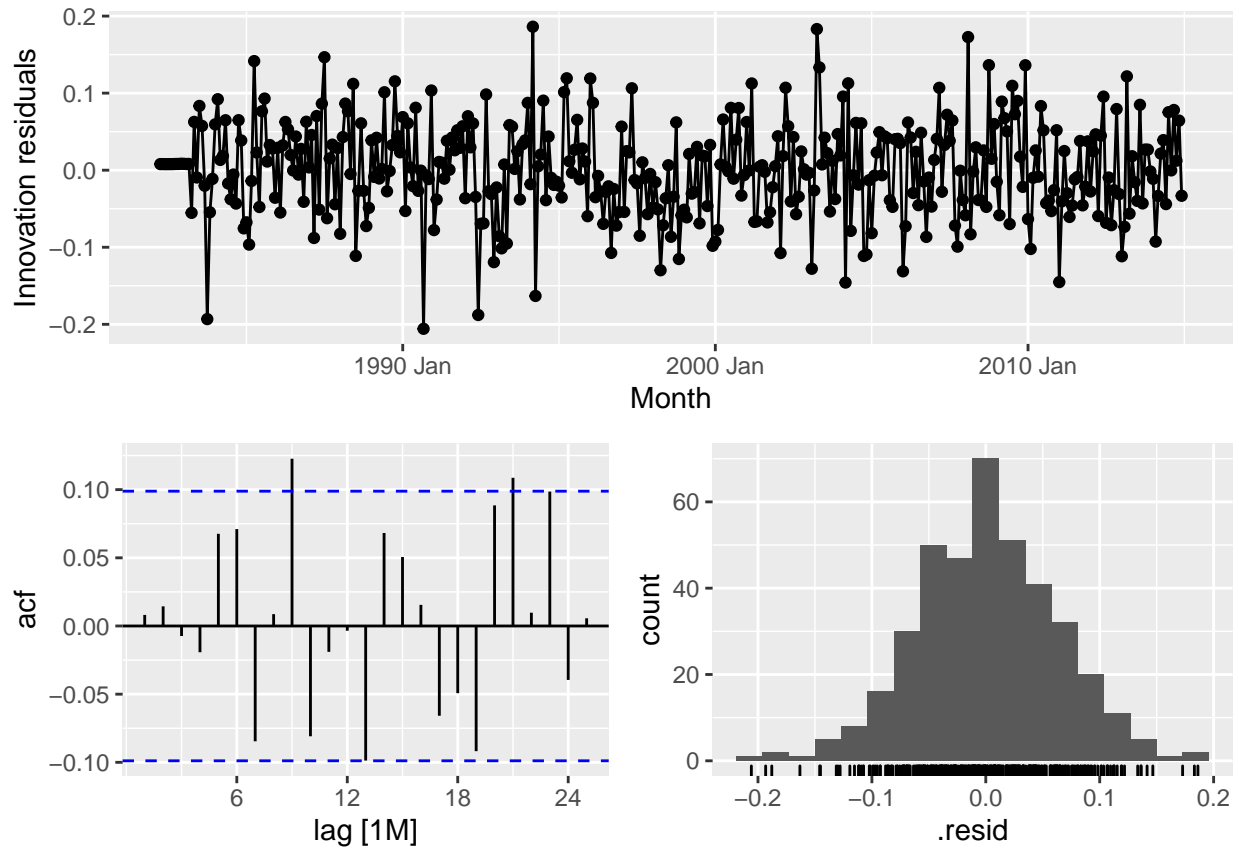 0.2
0.1
0.0
−0.1
−0.2
Innovation residuals
1990 Jan 2000 Jan 2010 Jan
Month
0.10
0.05
0.00
−0.05
−0.10
acf
6 12 18 24
lag [1M]
60
40
20
0
count
−0.2 −0.1 0.0 0.1 0.2
.resid